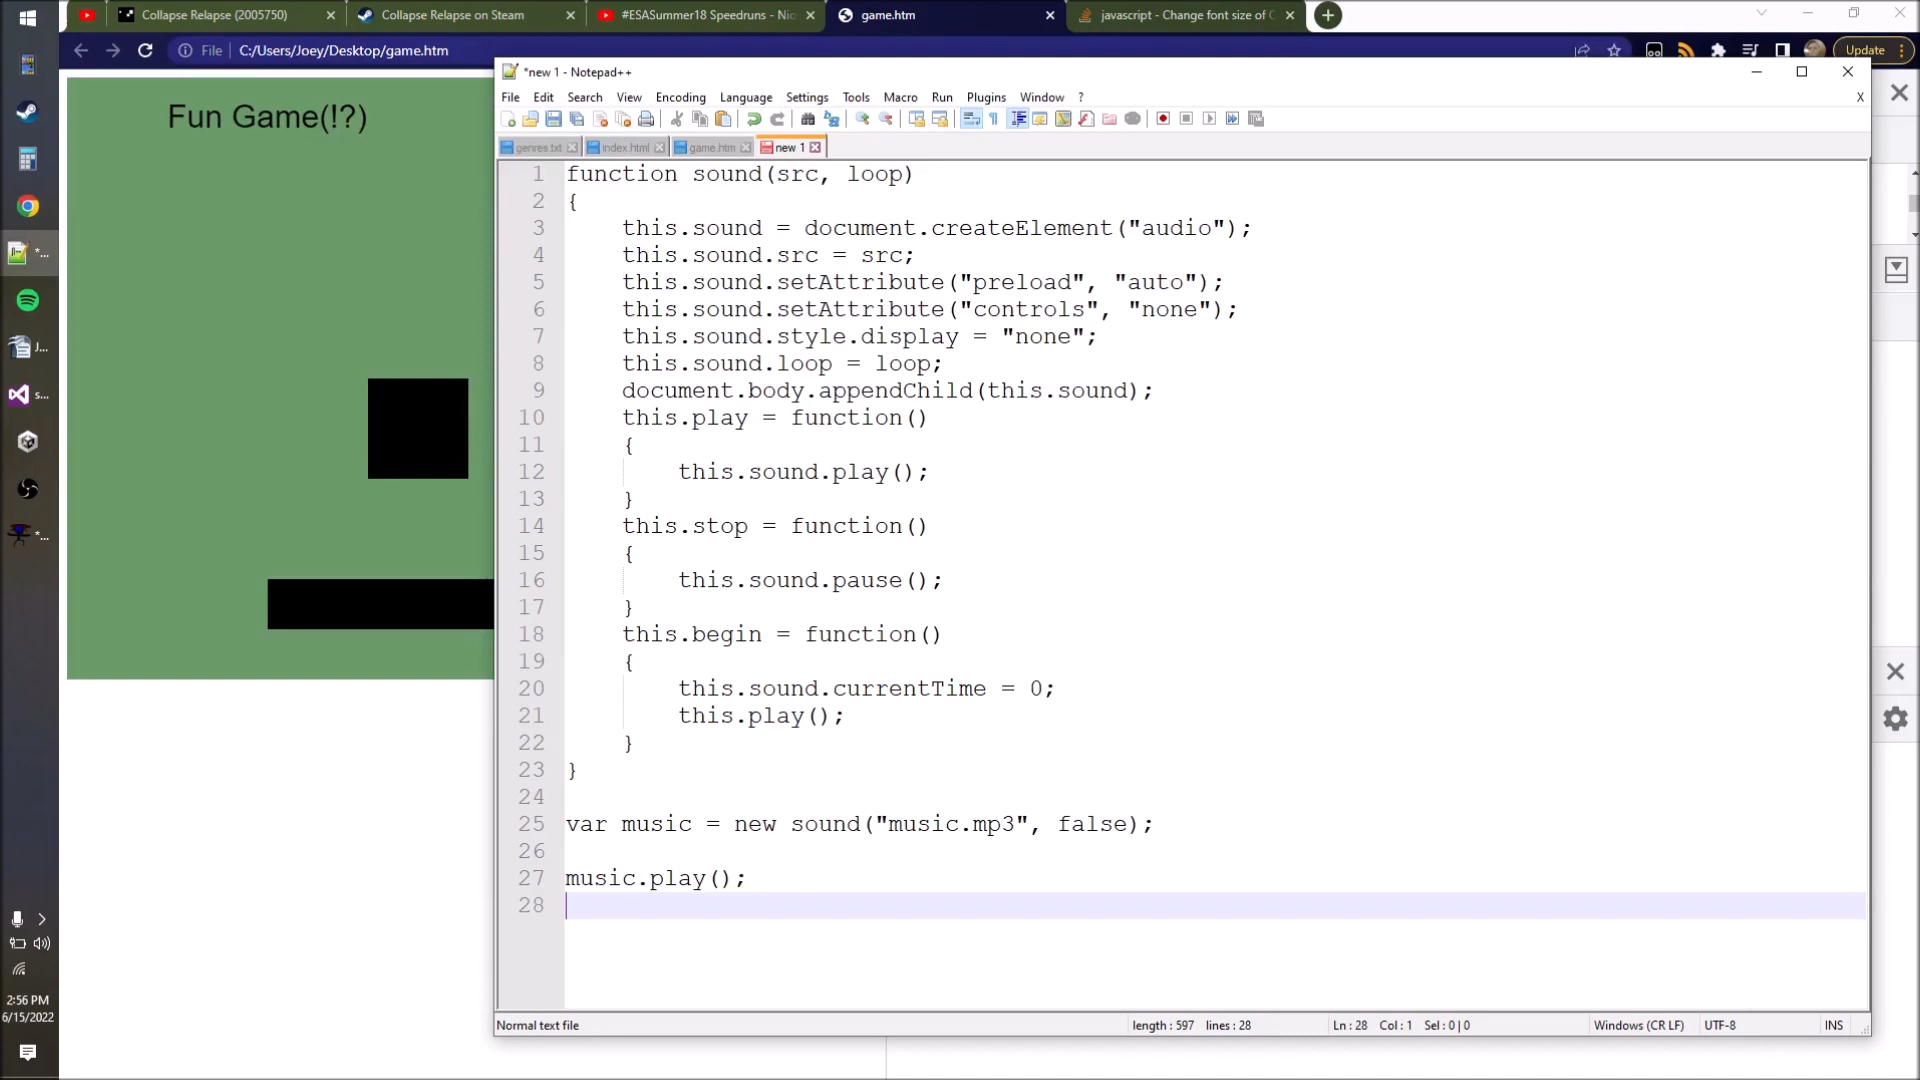 Collapse Relapse (2005750)
Collapse Relapse on Steam
#ESASummer18 Speedruns - Nio
game.htm
javascript - Change font size of C
File
C:/Users/Joey/Desktop/game.htm
Update
Fun Game(!?)
*new 1 - Notepad++
File Edit Search View Encoding Language Settings Tools Macro Run Plugins Window ? X
genres.txt index.html game.htm new 1
1 function sound(src, loop)
2 {
3 this.sound = document.createElement("audio");
4 this.sound.src = src;
5 this.sound.setAttribute("preload", "auto");
6 this.sound.setAttribute("controls", "none");
7 this.sound.style.display = "none";
8 this.sound.loop = loop;
9 document.body.appendChild(this.sound);
10 this.play = function()
11 {
12 this.sound.play();
13 }
14 this.stop = function()
15 {
16 this.sound.pause();
17 }
18 this.begin = function()
19 {
20 this.sound.currentTime = 0;
21 this.play();
22 }
23 }
24
25 var music = new sound("music.mp3", false);
26
27 music.play();
28
Normal text file length : 597 lines : 28 Ln : 28 Col : 1 Sel : 0 | 0 Windows (CR LF) UTF-8 INS
*...
J...
s...
*...
2:56 PM
6/15/2022